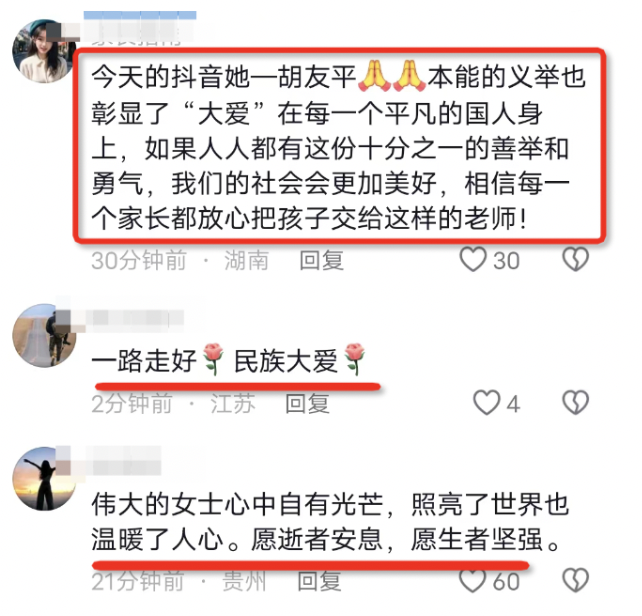 今天的抖音她—胡友平🙏🙏本能的义举也
彰显了“大爱”在每一个平凡的国人身
上，如果人人都有这份十分之一的善举和
勇气，我们的社会会更加美好，相信每一
个家长都放心把孩子交给这样的老师！
30分钟前 · 湖南 回复 30
一路走好🌹民族大爱🌹
2分钟前 · 江苏 回复 4
伟大的女士心中自有光芒，照亮了世界也
温暖了人心。愿逝者安息，愿生者坚强。
21分钟前 · 贵州 回复 60